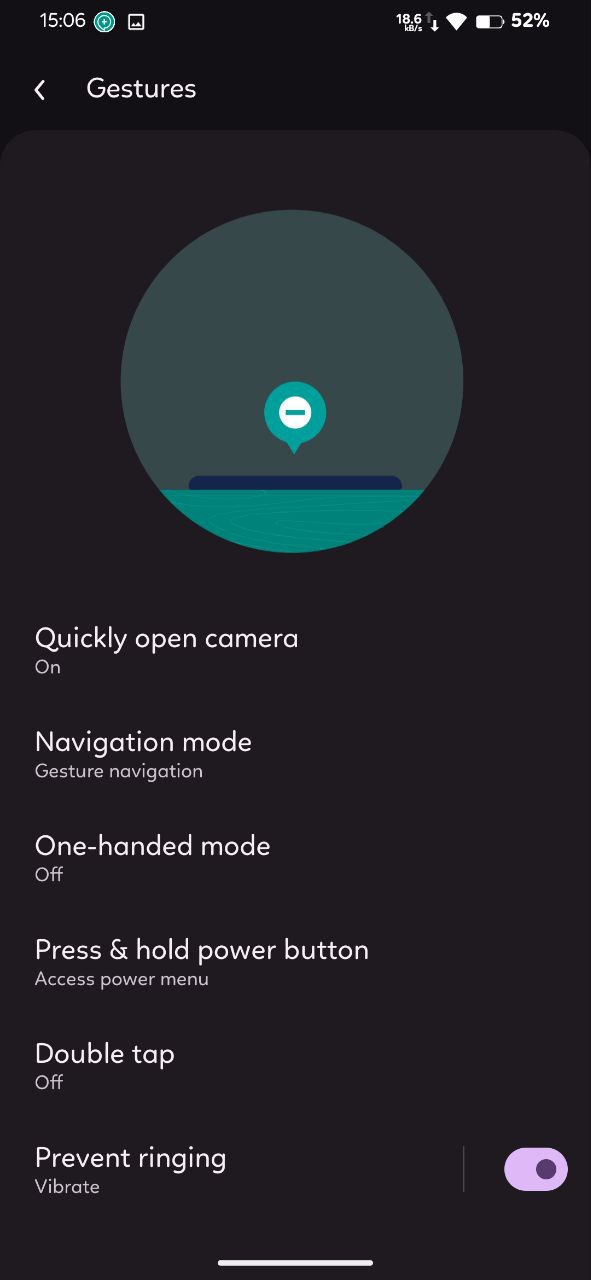 15:06
18.6
kB/s
52%
Gestures
Quickly open camera
On
Navigation mode
Gesture navigation
One-handed mode
Off
Press & hold power button
Access power menu
Double tap
Off
Prevent ringing
Vibrate